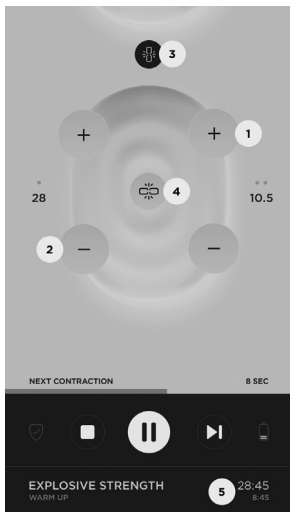 3
+ + 1
28 4 10.5
2 − −
NEXT CONTRACTION 8 SEC
EXPLOSIVE STRENGTH 5 28:45
WARM UP 8:45